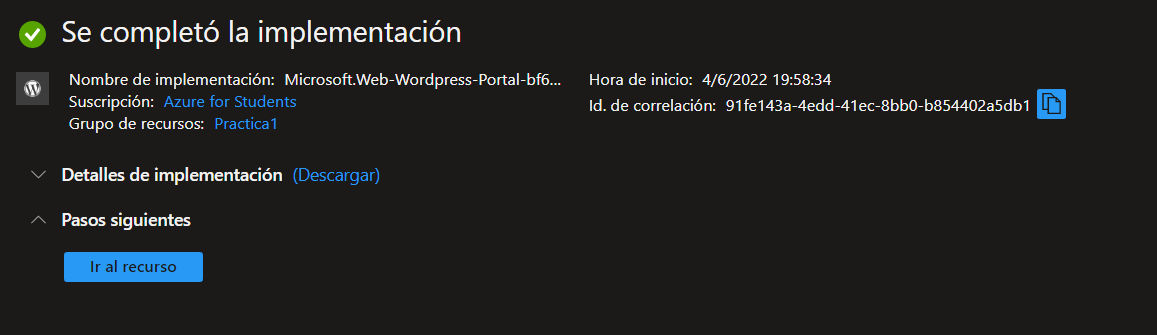 Se completó la implementación
Nombre de implementación: Microsoft.Web-Wordpress-Portal-bf6...
Suscripción: Azure for Students
Grupo de recursos: Practica1
Hora de inicio: 4/6/2022 19:58:34
Id. de correlación: 91fe143a-4edd-41ec-8bb0-b854402a5db1
Detalles de implementación (Descargar)
Pasos siguientes
Ir al recurso